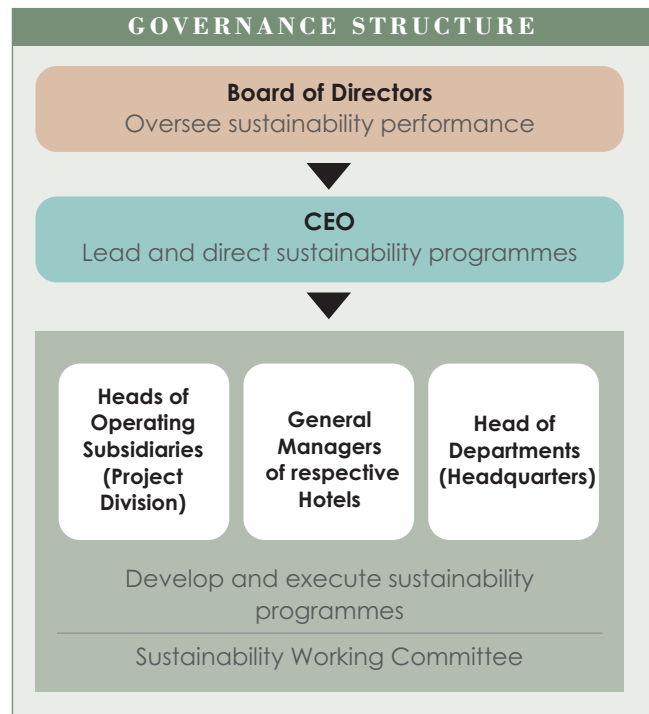 GOVERNANCE STRUCTURE
Board of Directors
Oversee sustainability performance
CEO
Lead and direct sustainability programmes
Heads of
Operating
Subsidiaries
(Project
Division)
General
Managers
of respective
Hotels
Head of
Departments
(Headquarters)
Develop and execute sustainability
programmes
Sustainability Working Committee